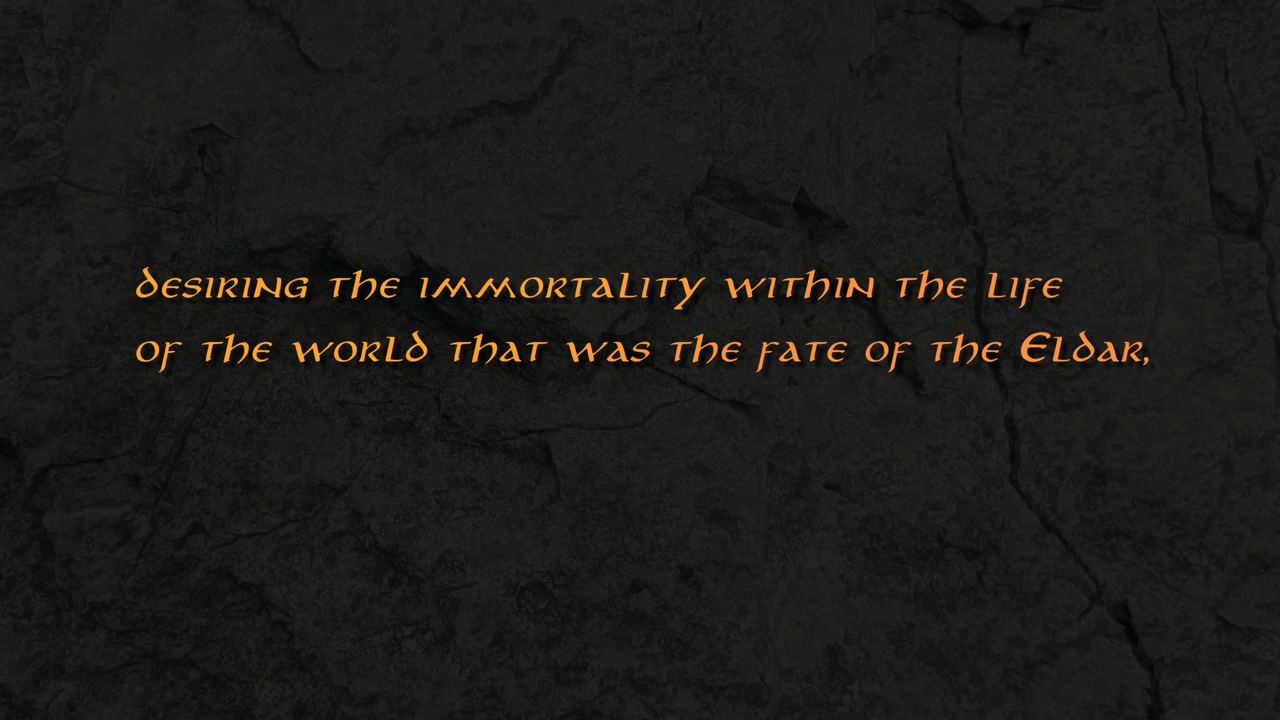 desiring the immortality within the life
of the world that was the fate of the Eldar,